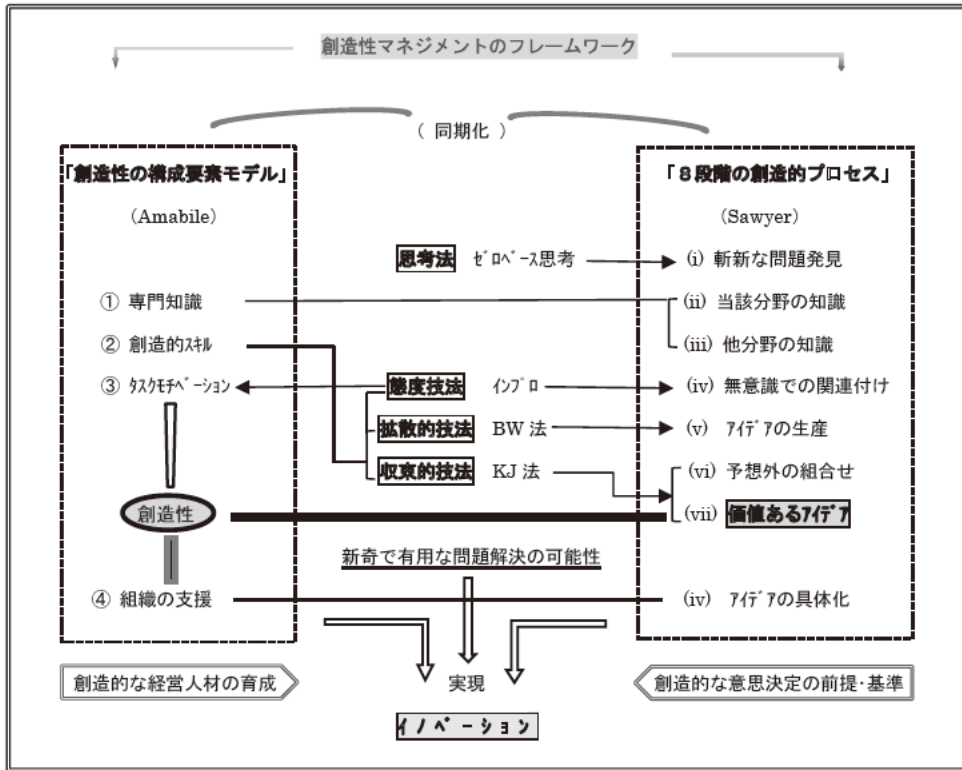 創造性マネジメントのフレームワーク
( 同期化 )
「創造性の構成要素モデル」
(Amabile)
① 専門知識
② 創造的ｽｷﾙ
③ ﾀｽｸﾓﾁﾍﾞｰｼｮﾝ
創造性
④ 組織の支援
思考法 ｾﾞﾛﾍﾞｰｽ思考
態度技法 ｲﾝﾌﾟﾛ
拡散的技法 BW 法
収束的技法 KJ 法
新奇で有用な問題解決の可能性
「８段階の創造的プロセス」
(Sawyer)
(i) 斬新な問題発見
(ii) 当該分野の知識
(iii) 他分野の知識
(iv) 無意識での関連付け
(v) ｱｲﾃﾞｱの生産
(vi) 予想外の組合せ
(vii) 価値あるｱｲﾃﾞｱ
(iv) ｱｲﾃﾞｱの具体化
創造的な経営人材の育成
実現
創造的な意思決定の前提･基準
ｲﾉﾍﾞｰｼｮﾝ